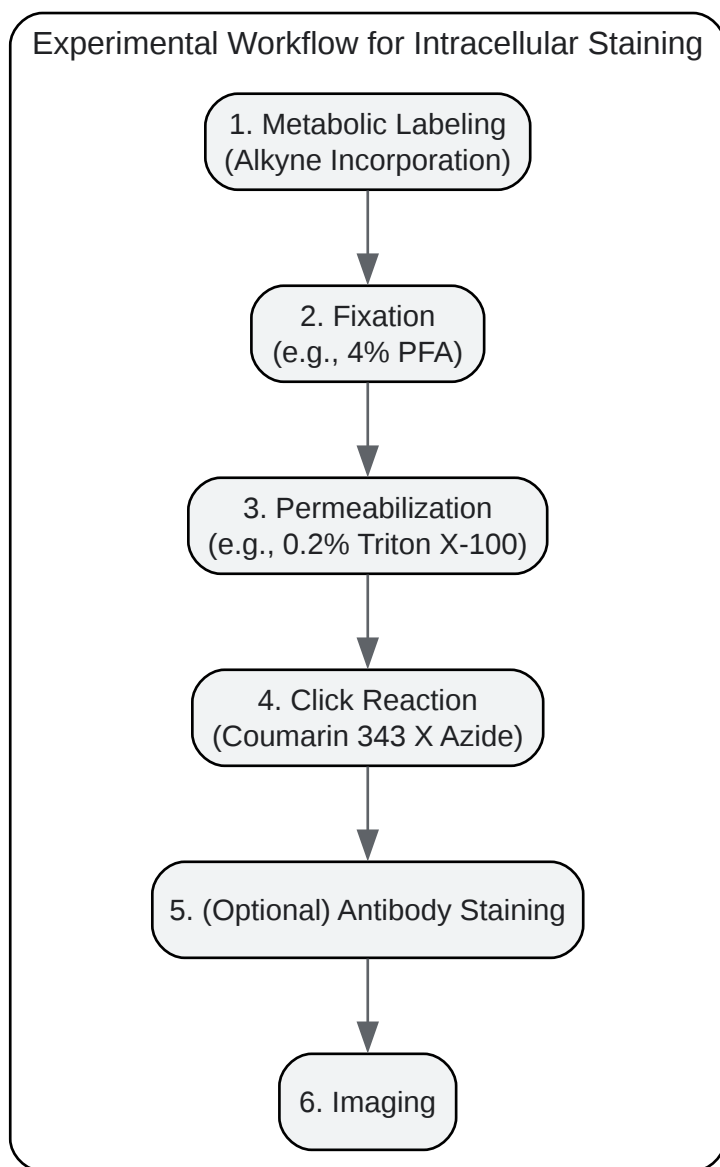 Experimental Workflow for Intracellular Staining
1. Metabolic Labeling
(Alkyne Incorporation)
2. Fixation
(e.g., 4% PFA)
3. Permeabilization
(e.g., 0.2% Triton X-100)
4. Click Reaction
(Coumarin 343 X Azide)
5. (Optional) Antibody Staining
6. Imaging